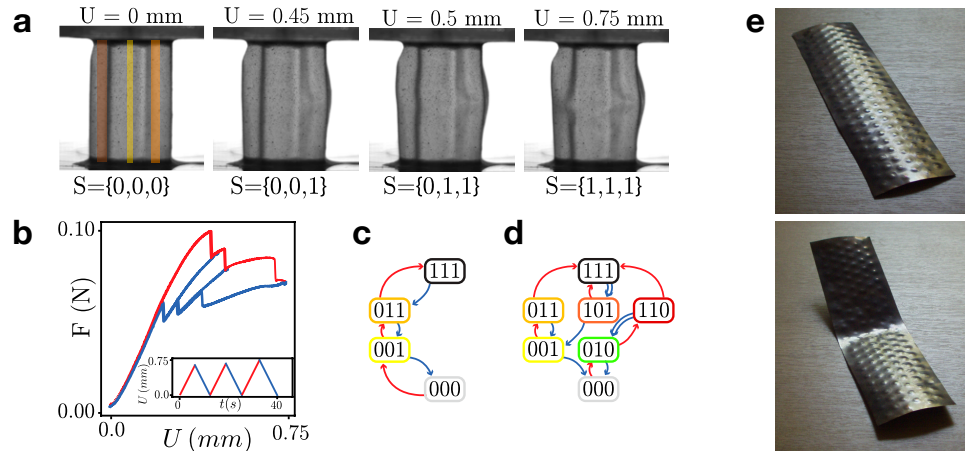 a
U = 0 mm
U = 0.45 mm
U = 0.5 mm
U = 0.75 mm
S={0,0,0}
S={0,0,1}
S={0,1,1}
S={1,1,1}
b
0.10
F (N)
0.00
0.0
U (mm)
0.75
0.75
U (mm)
0.0
0
t(s)
40
c
111
011
001
000
d
111
011
101
110
001
010
000
e